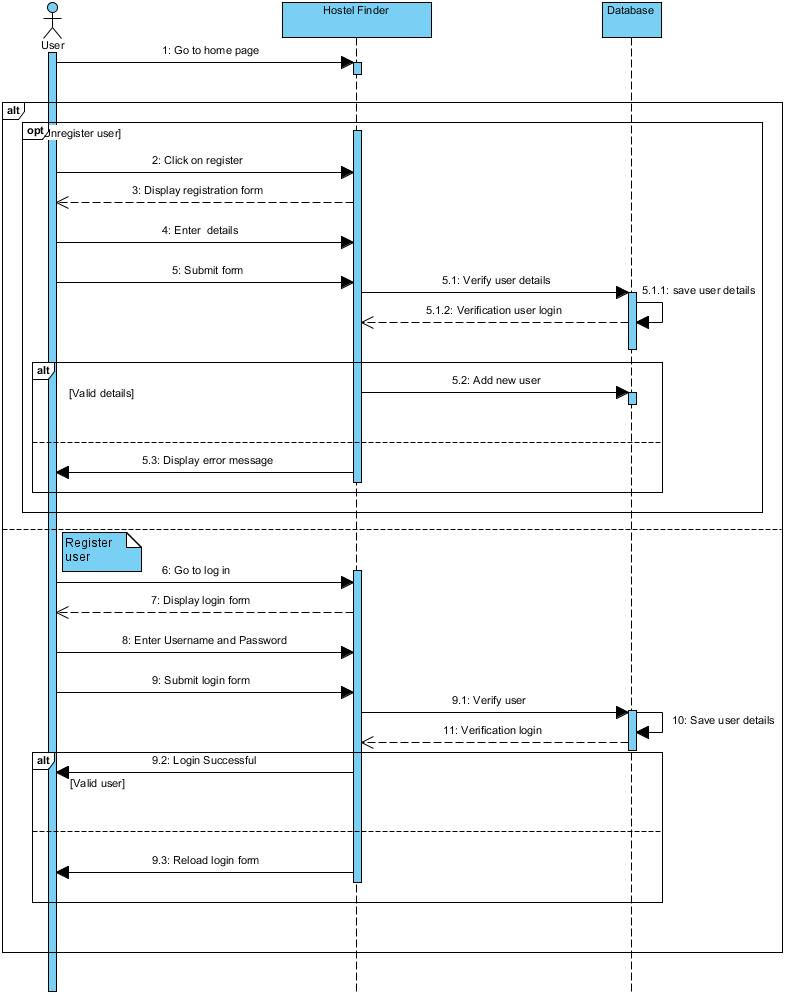 Hostel Finder
Database
User
1: Go to home page
alt
opt
nregister user]
2: Click on register
3: Display registration form
4: Enter  details
5: Submit form
5.1: Verify user details
5.1.1: save user details
5.1.2: Verification user login
alt
5.2: Add new user
[Valid details]
5.3: Display error message
Register
user
6: Go to log in
7: Display login form
8: Enter Username and Password
9: Submit login form
9.1: Verify user
10: Save user details
11: Verification login
alt
9.2: Login Successful
[Valid user]
9.3: Reload login form